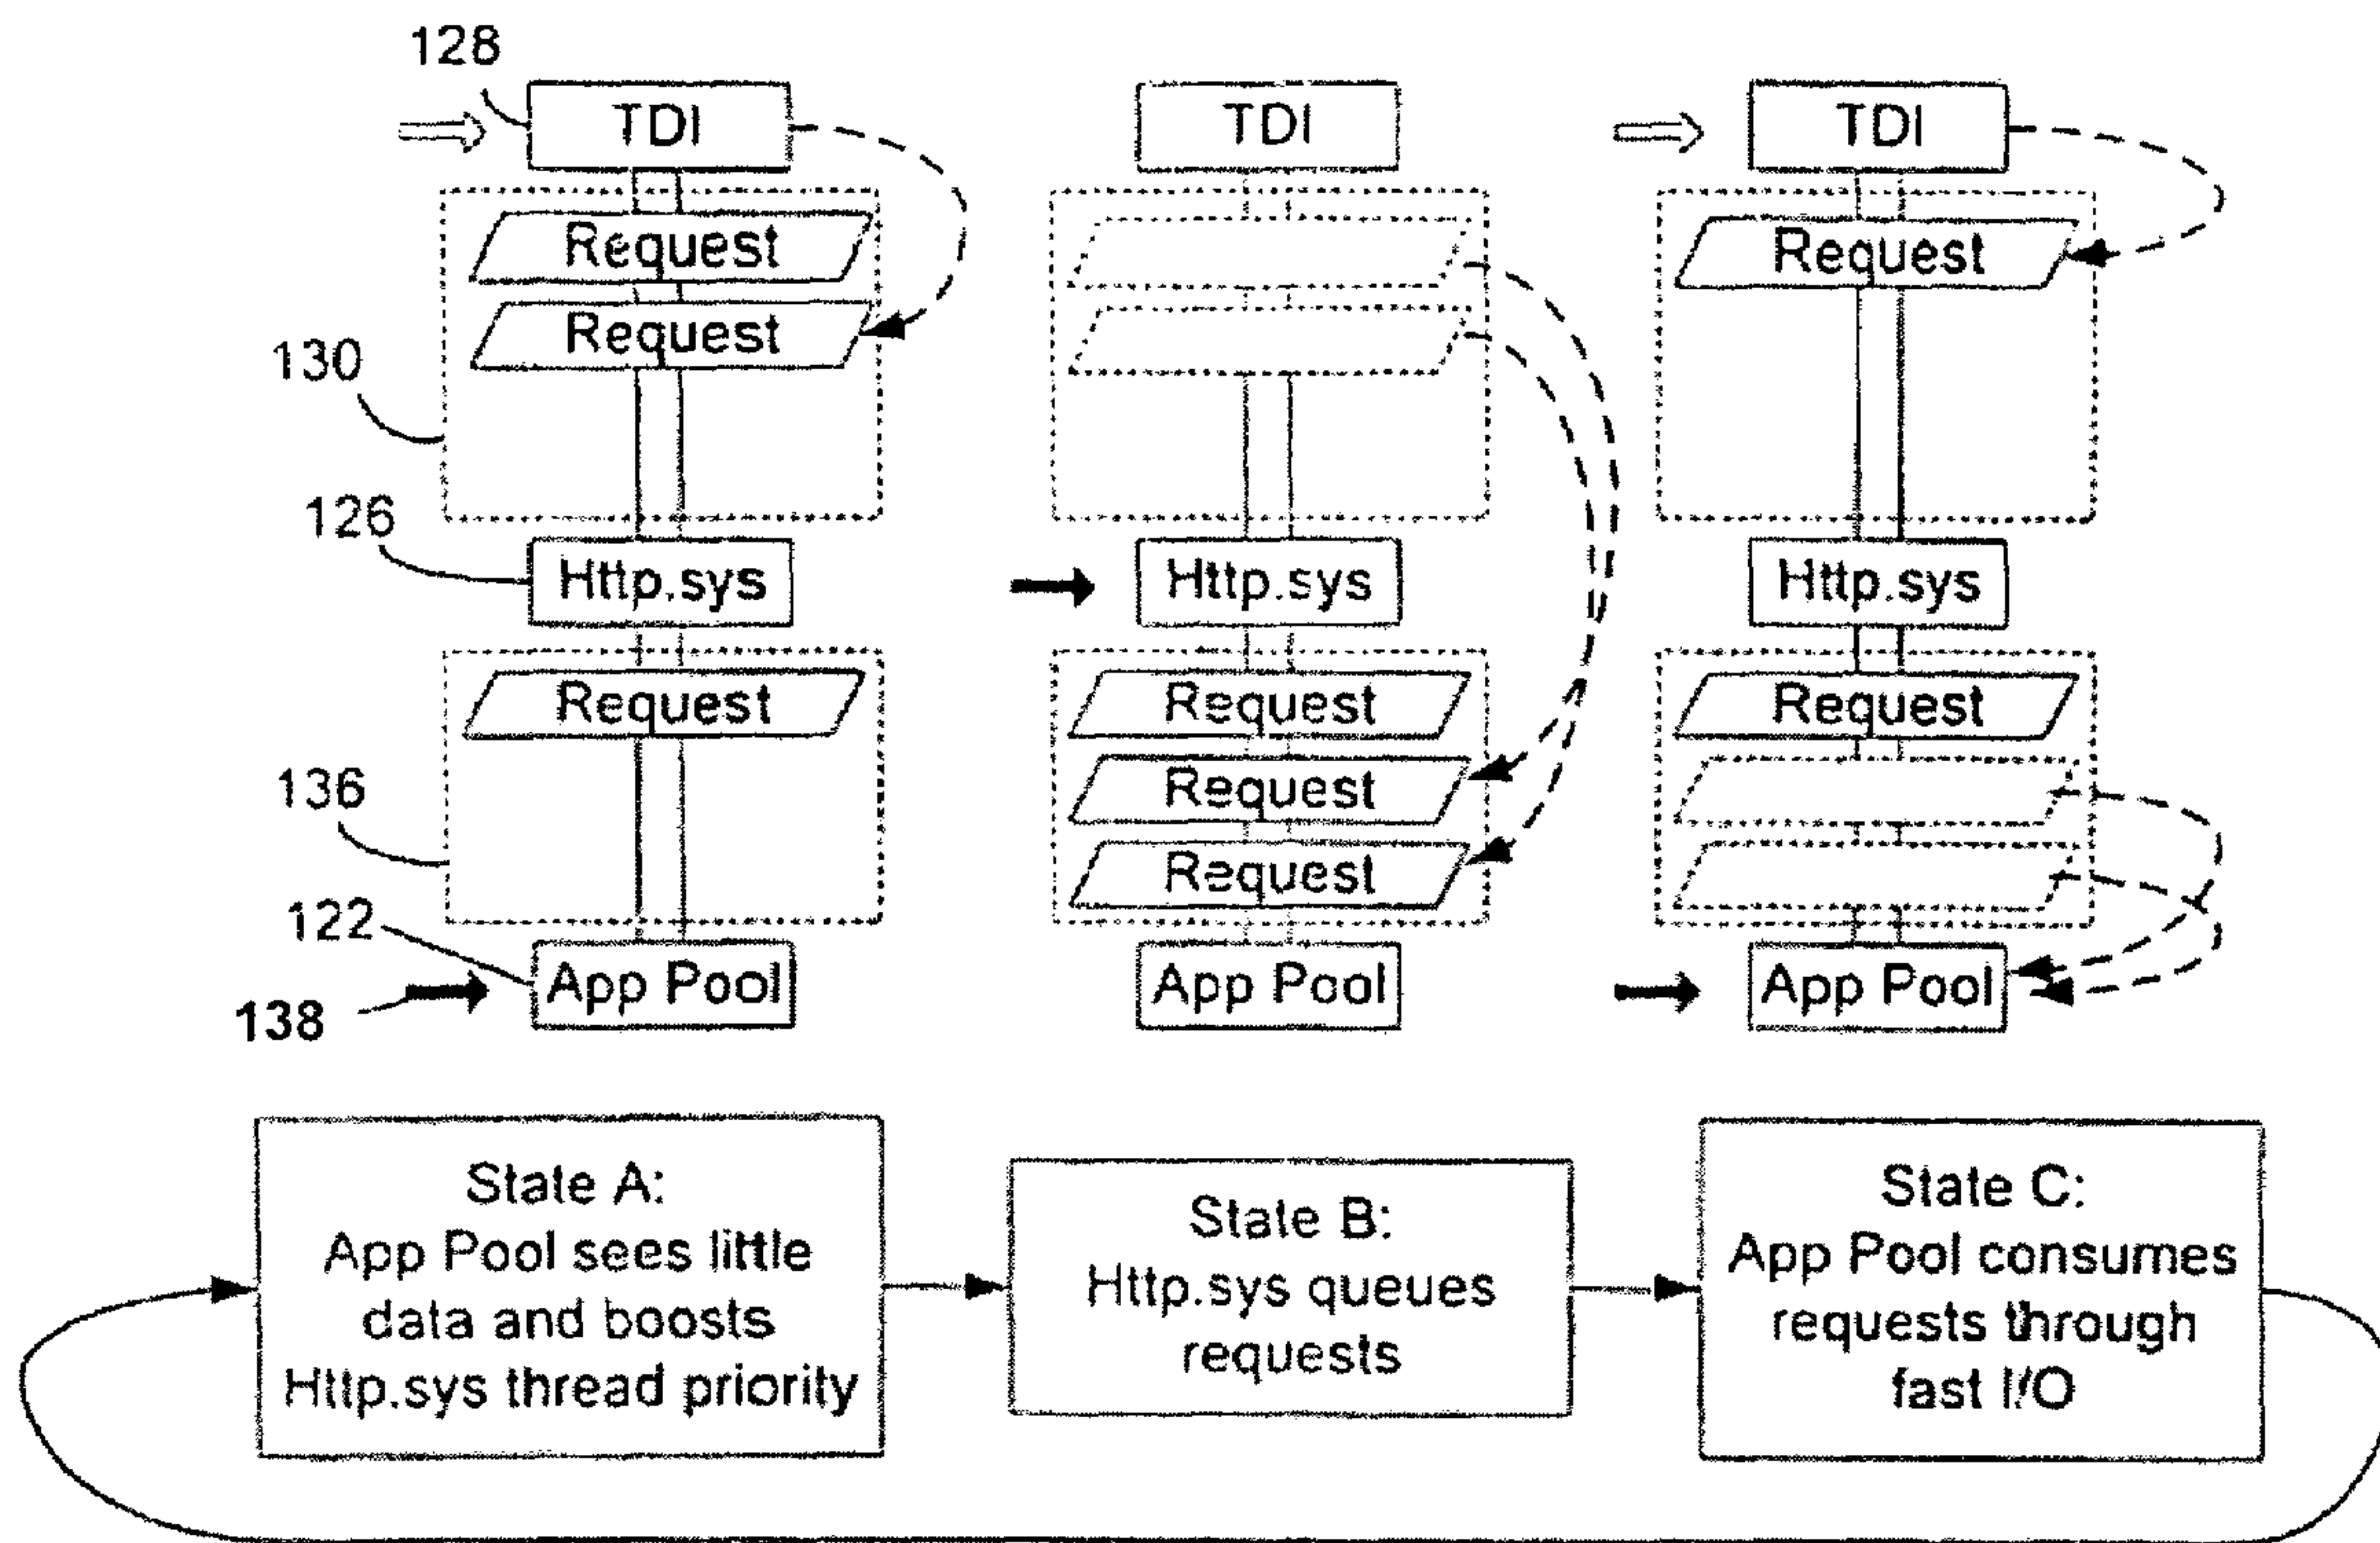 128
TDI
TDI
TDI
Request
Request
Request
130
126
Http.sys
Http.sys
Http.sys
Request
Request
Request
136
Request
Request
122
App Pool
App Pool
App Pool
138
State A:
App Pool sees little
data and boosts
Http.sys thread priority
State B:
Http.sys queues
requests
State C:
App Pool consumes
requests through
fast I/O